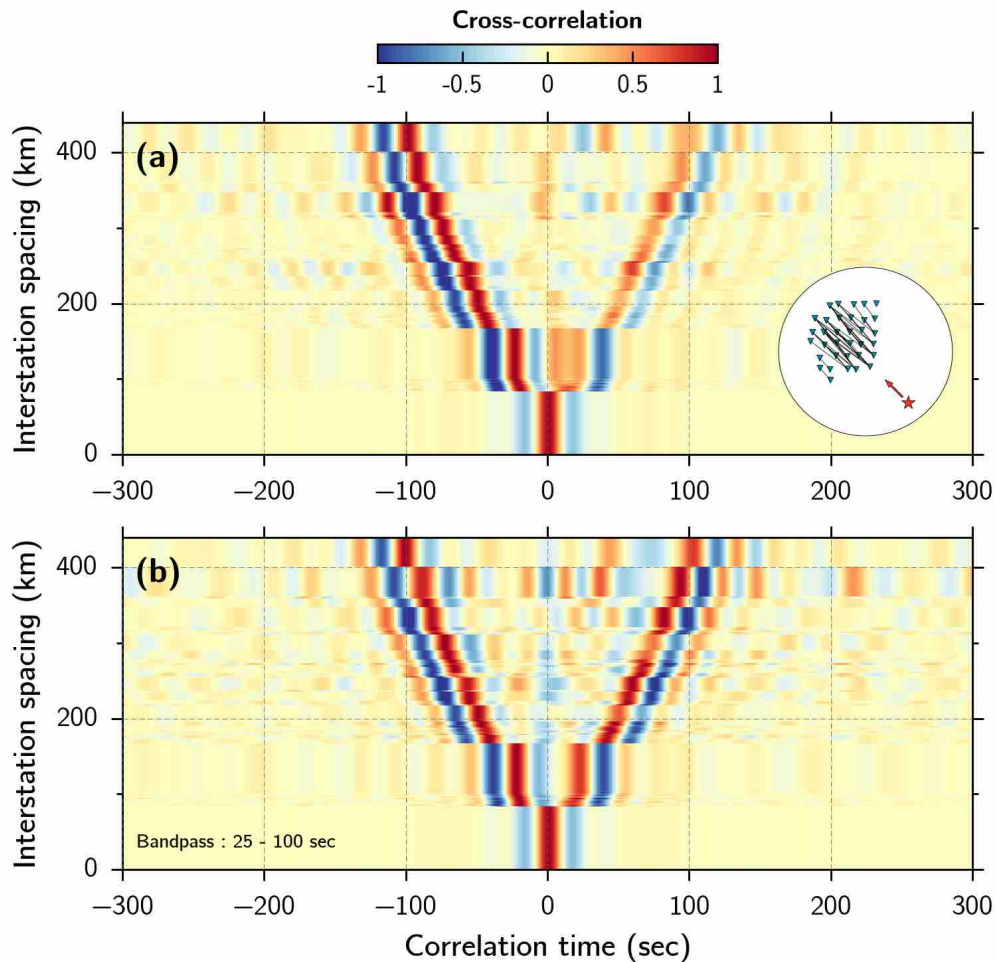 Cross-correlation
-1 -0.5 0 0.5 1
(a)
Interstation spacing (km)
400
200
0
−300 −200 −100 0 100 200 300
(b)
Interstation spacing (km)
400
200
0
Bandpass : 25 - 100 sec
−300 −200 −100 0 100 200 300
Correlation time (sec)